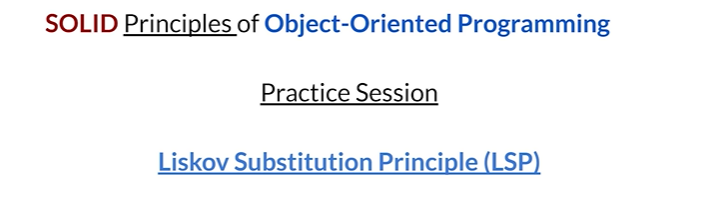 SOLID Principles of Object-Oriented Programming
Practice Session
Liskov Substitution Principle (LSP)